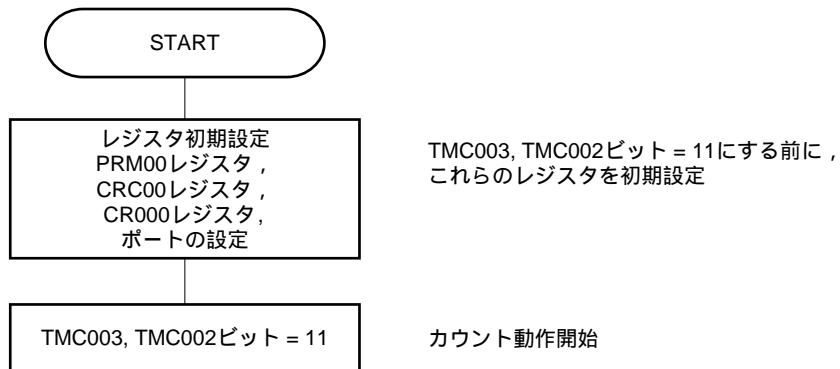 START
レジスタ初期設定
PRM00レジスタ,
CRC00レジスタ,
CR000レジスタ,
ポートの設定
TMC003, TMC002ビット = 11にする前に,
これらのレジスタを初期設定
TMC003, TMC002ビット = 11
カウント動作開始